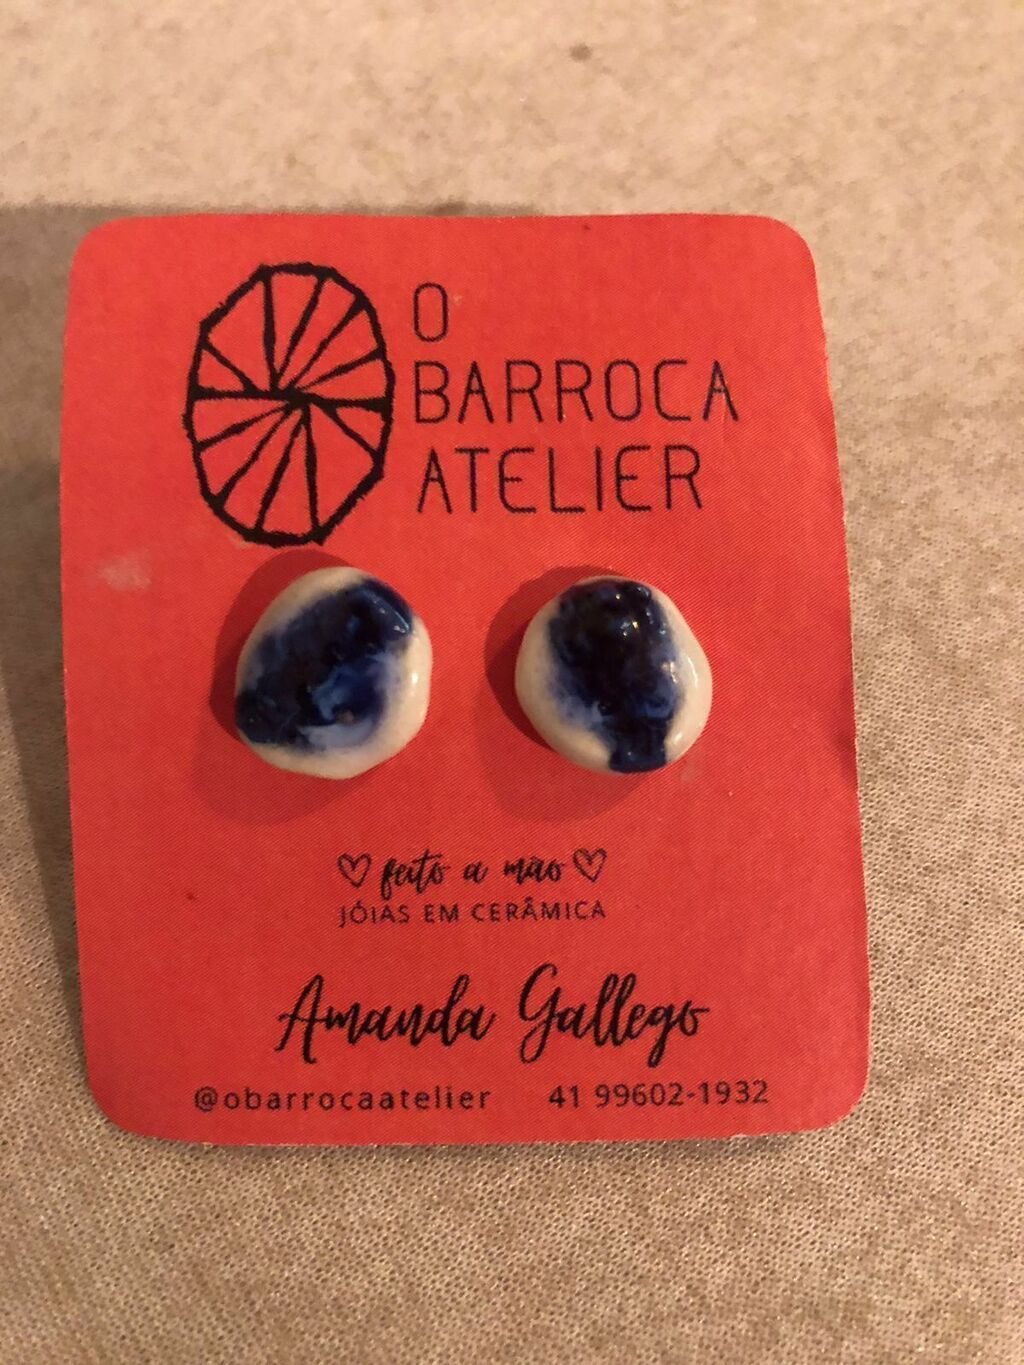 O
BARROCA
ATELIER
feito a mão
JÓIAS EM CERÂMICA
Amanda Gallego
@obarrocaatelier 41 99602-1932